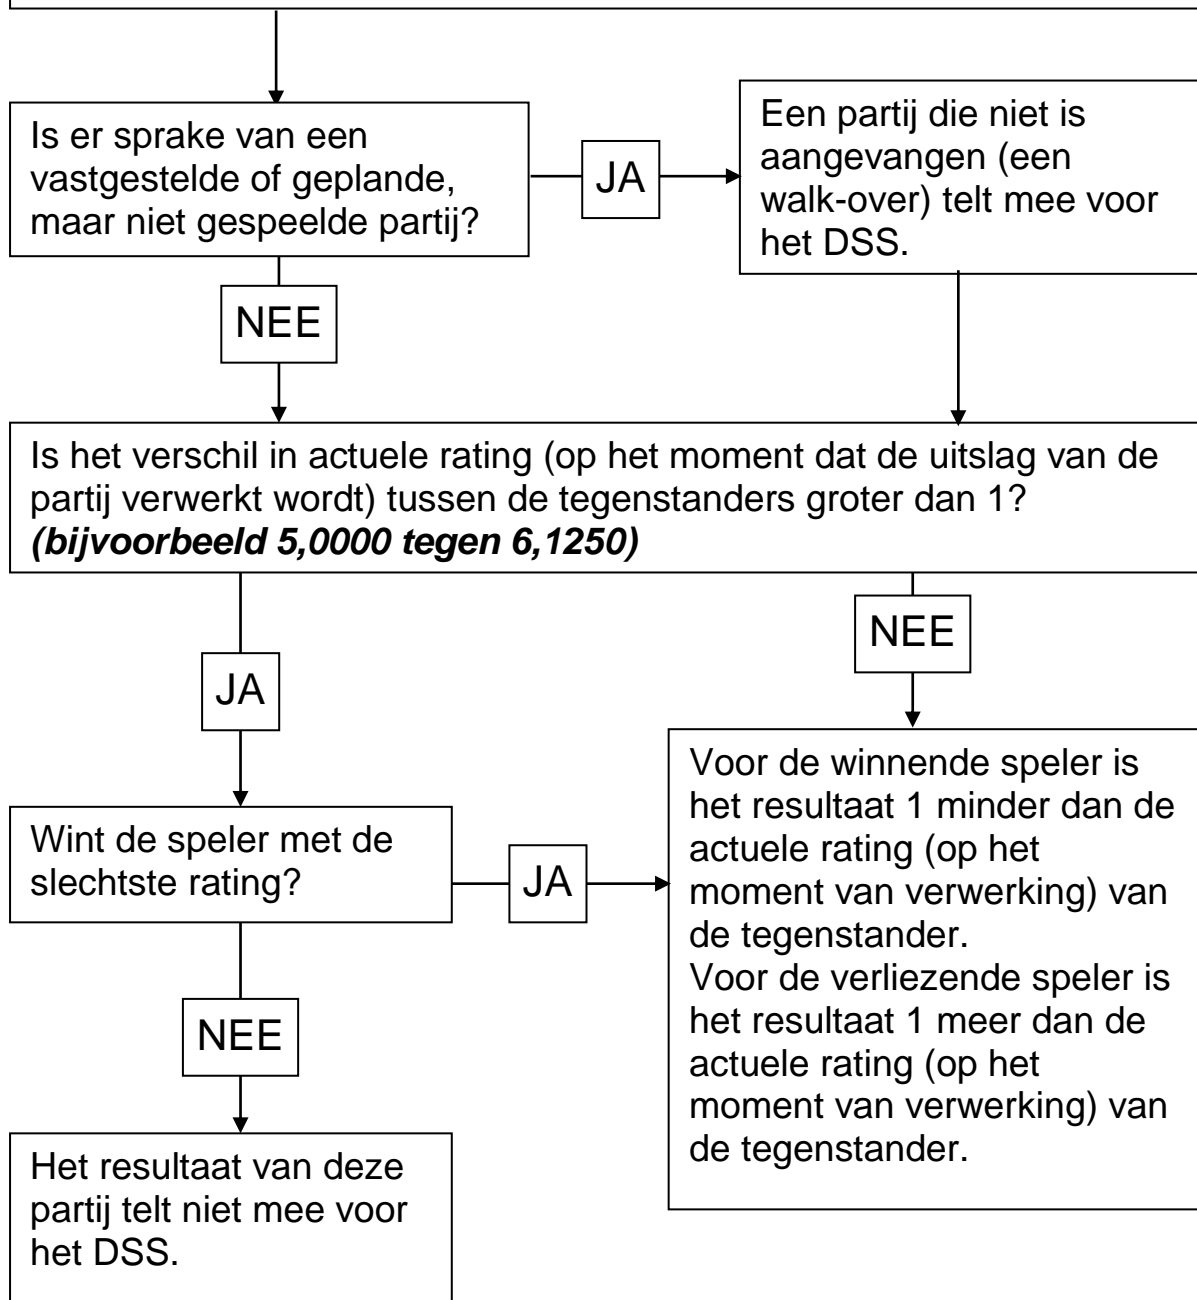 Is er sprake van een
vastgestelde of geplande,
maar niet gespeelde partij?
JA
Een partij die niet is
aangevangen (een
walk-over) telt mee voor
het DSS.
NEE
Is het verschil in actuele rating (op het moment dat de uitslag van de
partij verwerkt wordt) tussen de tegenstanders groter dan 1?
(bijvoorbeeld 5,0000 tegen 6,1250)
JA
NEE
Wint de speler met de
slechtste rating?
JA
Voor de winnende speler is
het resultaat 1 minder dan de
actuele rating (op het
moment van verwerking) van
de tegenstander.
Voor de verliezende speler is
het resultaat 1 meer dan de
actuele rating (op het
moment van verwerking) van
de tegenstander.
NEE
Het resultaat van deze
partij telt niet mee voor
het DSS.